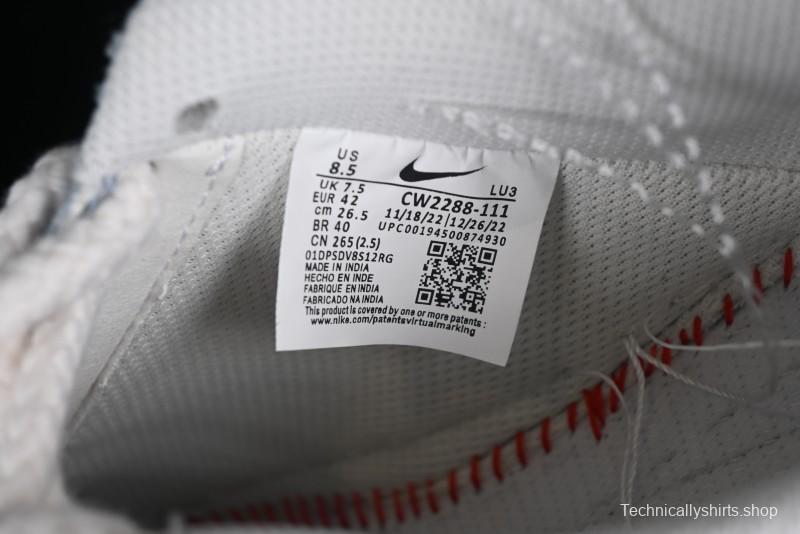 US
8.5
UK 7.5
EUR 42
cm 26.5
BR 40
CN 265(2.5)
01DPSDV8S12RG
MADE IN INDIA
HECHO EN INDE
FABRIQUE EN INDIA
FABRICADO NA INDIA
LU3
CW2288-111
11/18/22|12/26/22
UPC00194500874930
This product is covered by one or more patents :
www.nike.com/patentsvirtualmarking
Technicallyshirts.shop